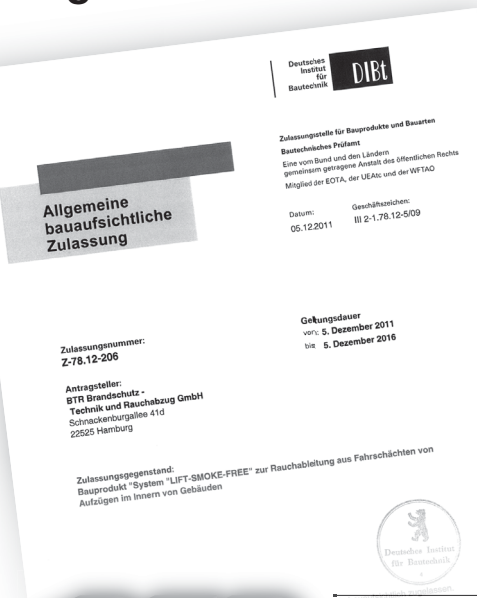 Deutsches
Institut
für
Bautechnik
DIBt
Zulassungsstelle für Bauprodukte und Bauarten
Bautechnisches Prüfamt
Eine vom Bund und den Ländern
gemeinsam getragene Anstalt des öffentlichen Rechts
Mitglied der EOTA, der UEAtc und der WFTAO
Datum:
Geschäftszeichen:
05.12.2011
III 2-1.78.12-5/09
Allgemeine
bauaufsichtliche
Zulassung
Zulassungsnummer:
Z-78.12-206
Geltungsdauer
vom: 5. Dezember 2011
bis 5. Dezember 2016
Antragsteller:
BTR Brandschutz -
Technik und Rauchabzug GmbH
Schnackenburgallee 41d
22525 Hamburg
Zulassungsgegenstand:
Bauprodukt "System "LIFT-SMOKE-FREE" zur Rauchableitung aus Fahrschächten von
Aufzügen im Innern von Gebäuden
Deutsches Institut
für Bautechnik